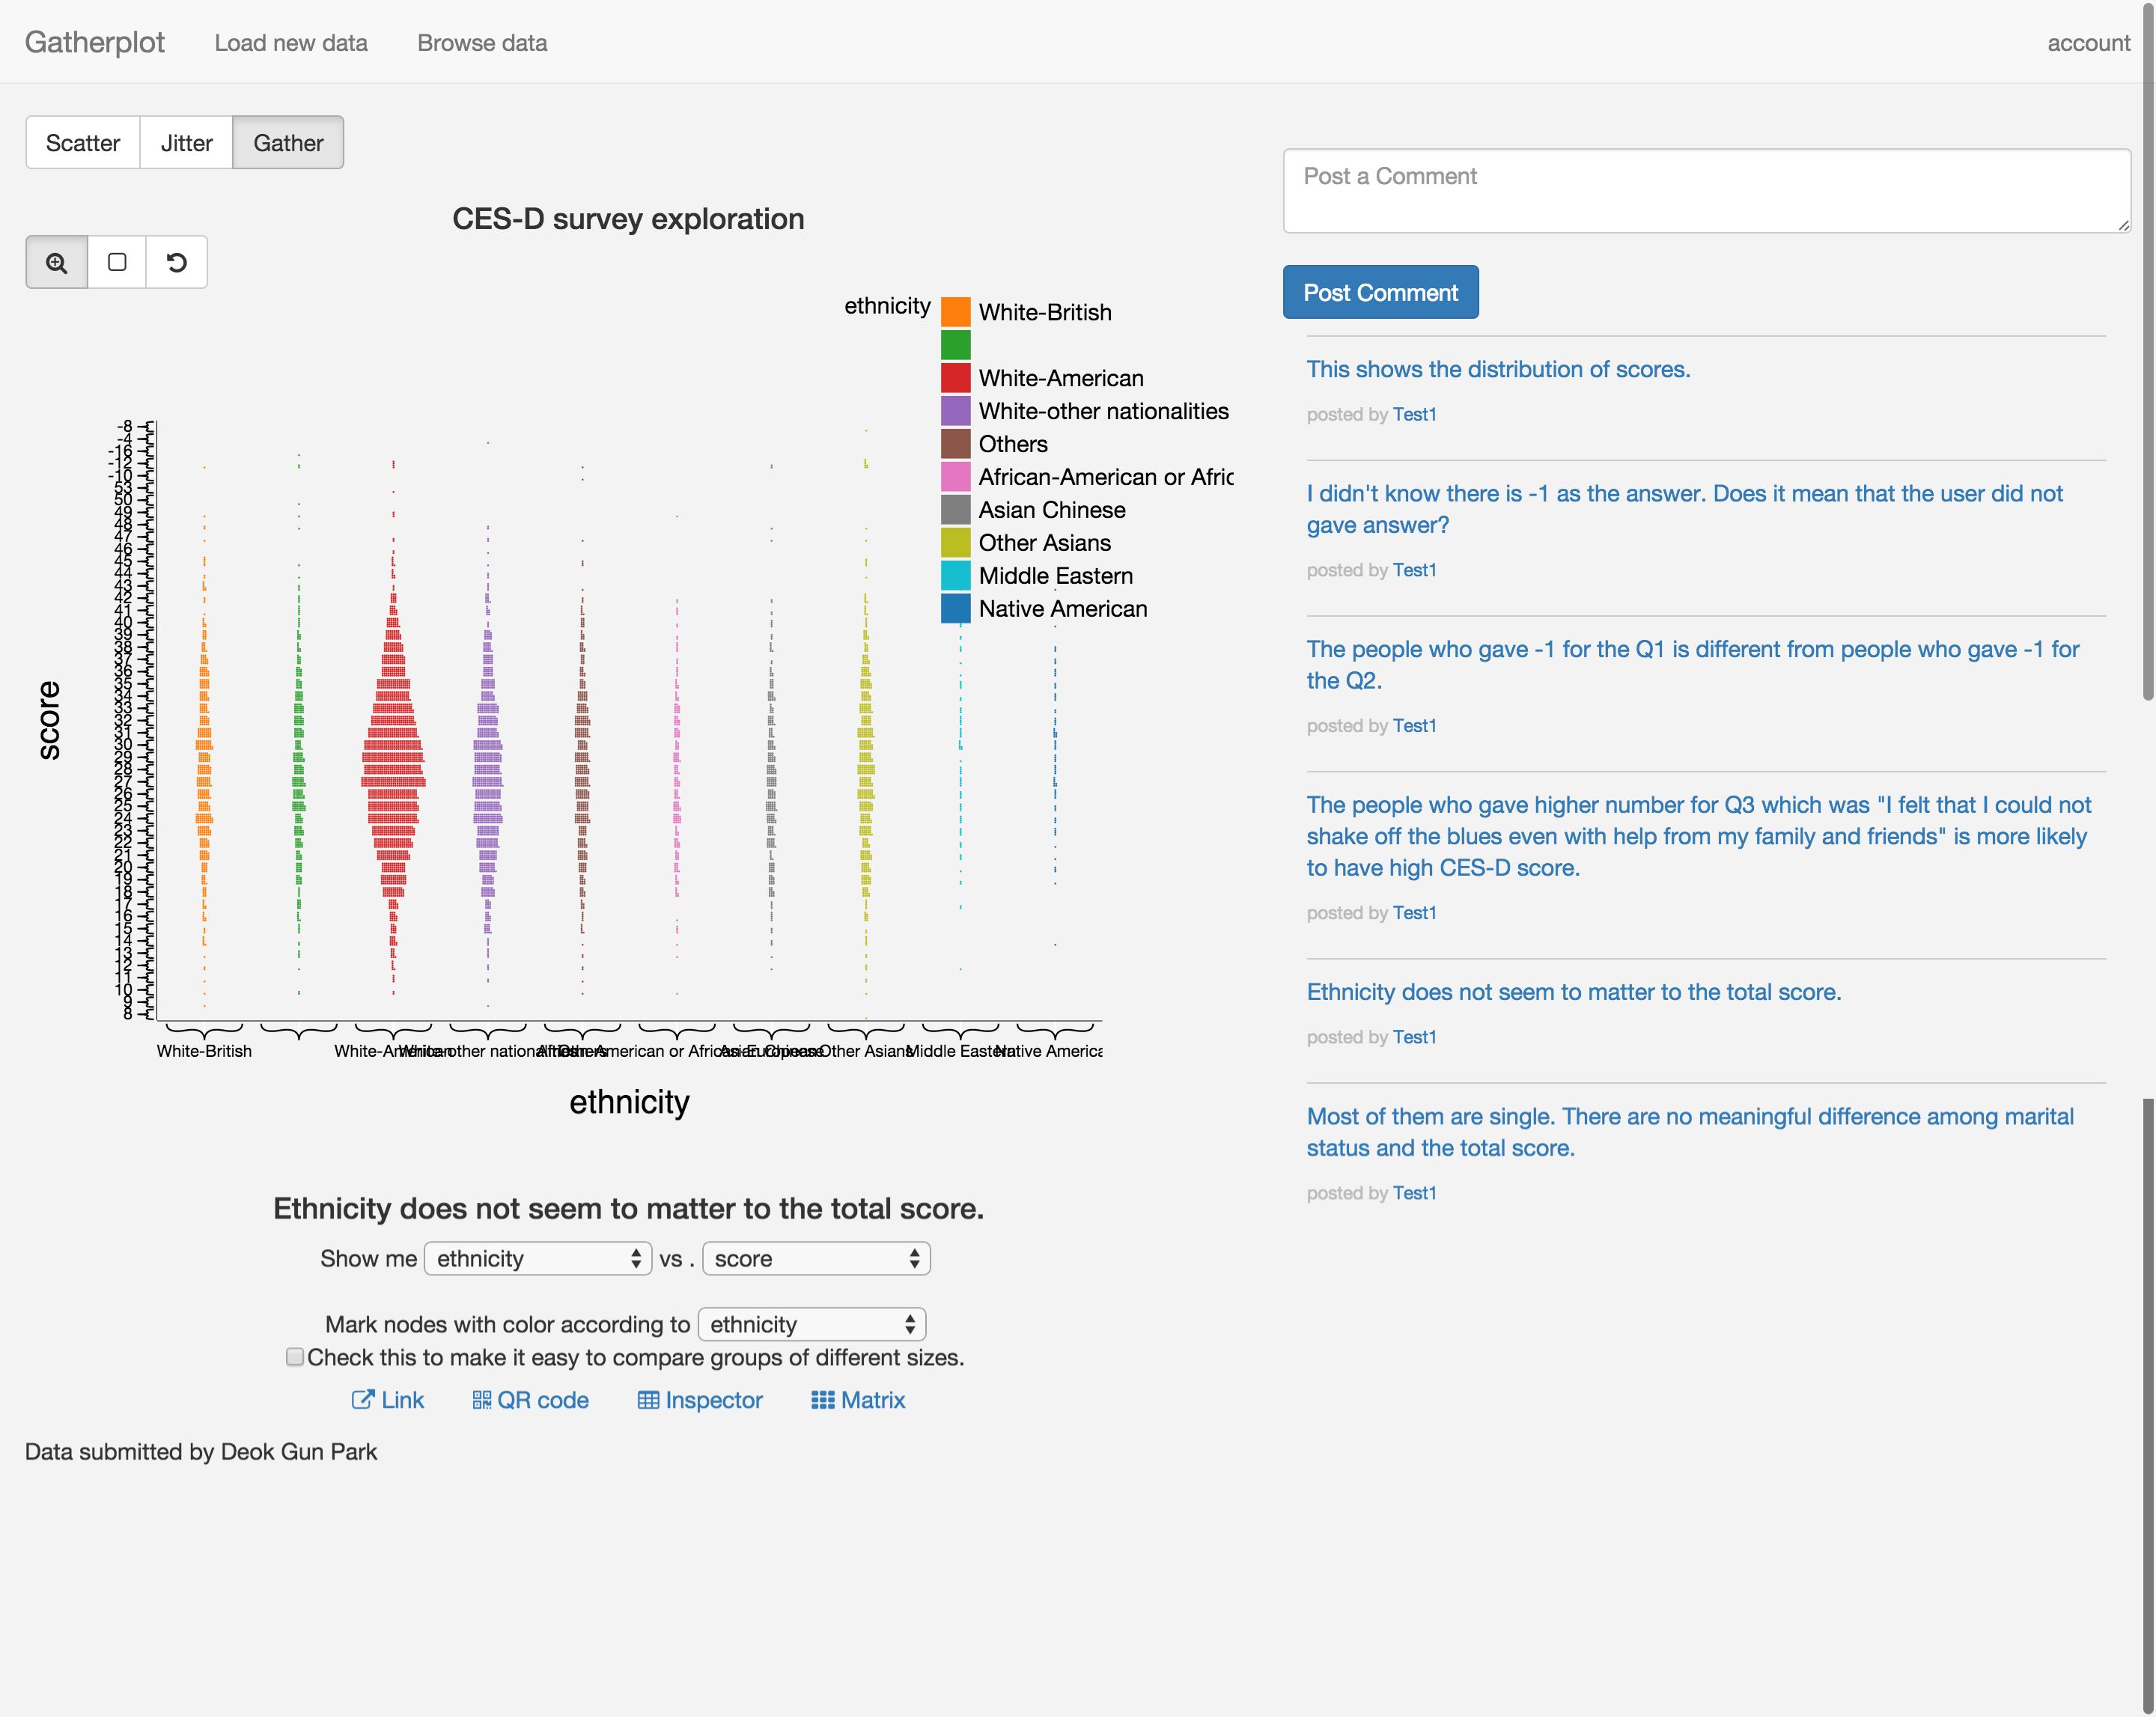 Gatherplot Load new data Browse data account
Scatter Jitter Gather
CES-D survey exploration
ethnicity
White-British
White-American
White-other nationalities
Others
African-American or Afric
Asian Chinese
Other Asians
Middle Eastern
Native American
score
-8
-4
-16
-12
-10
53
50
49
48
47
46
45
44
43
42
41
40
39
38
37
36
35
34
33
32
31
30
29
28
27
26
25
24
23
22
21
20
19
18
17
16
15
14
13
12
11
10
9
8
White-British
Other Asians
ethnicity
Ethnicity does not seem to matter to the total score.
Show me ethnicity vs . score
Mark nodes with color according to ethnicity
Check this to make it easy to compare groups of different sizes.
Link QR code Inspector Matrix
Data submitted by Deok Gun Park
Post a Comment
Post Comment
This shows the distribution of scores.
posted by Test1
I didn't know there is -1 as the answer. Does it mean that the user did not
gave answer?
posted by Test1
The people who gave -1 for the Q1 is different from people who gave -1 for
the Q2.
posted by Test1
The people who gave higher number for Q3 which was "I felt that I could not
shake off the blues even with help from my family and friends" is more likely
to have high CES-D score.
posted by Test1
Ethnicity does not seem to matter to the total score.
posted by Test1
Most of them are single. There are no meaningful difference among marital
status and the total score.
posted by Test1